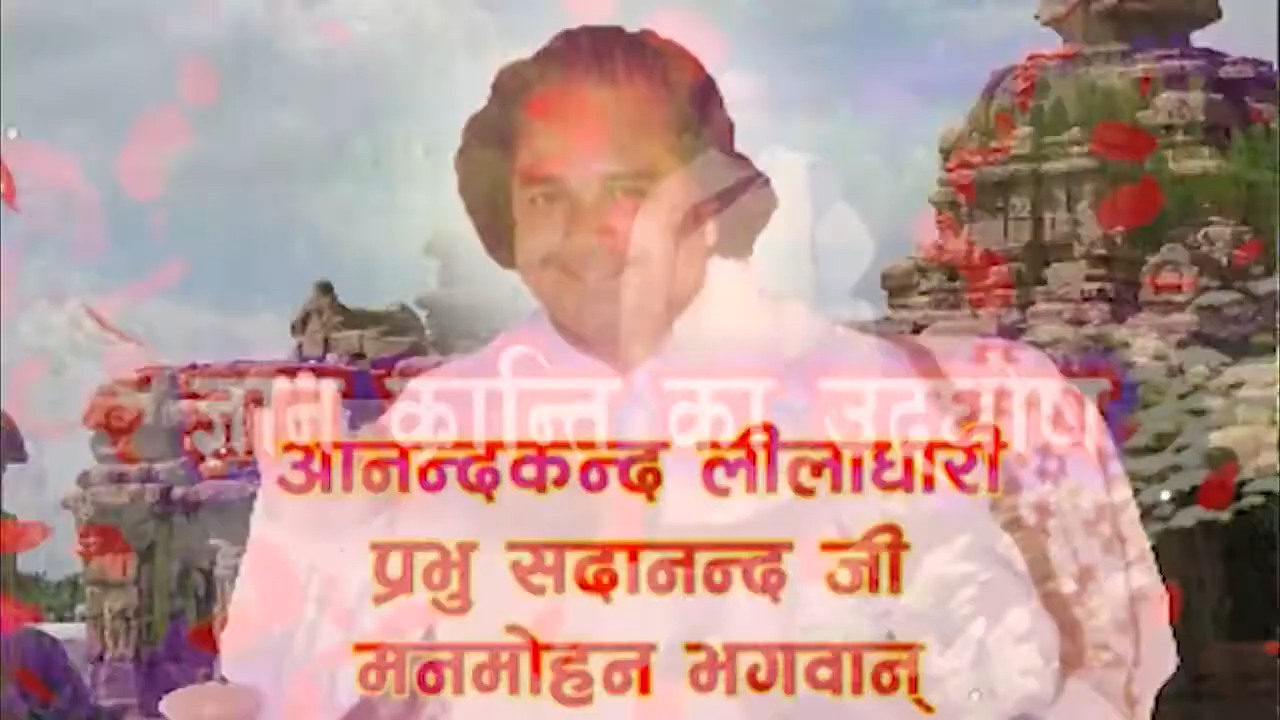 ज्ञान क्रान्ति का उद्घोष
आनन्दकन्द लीलाधारी
प्रभु सदानन्द जी
मनमोहन भगवान्